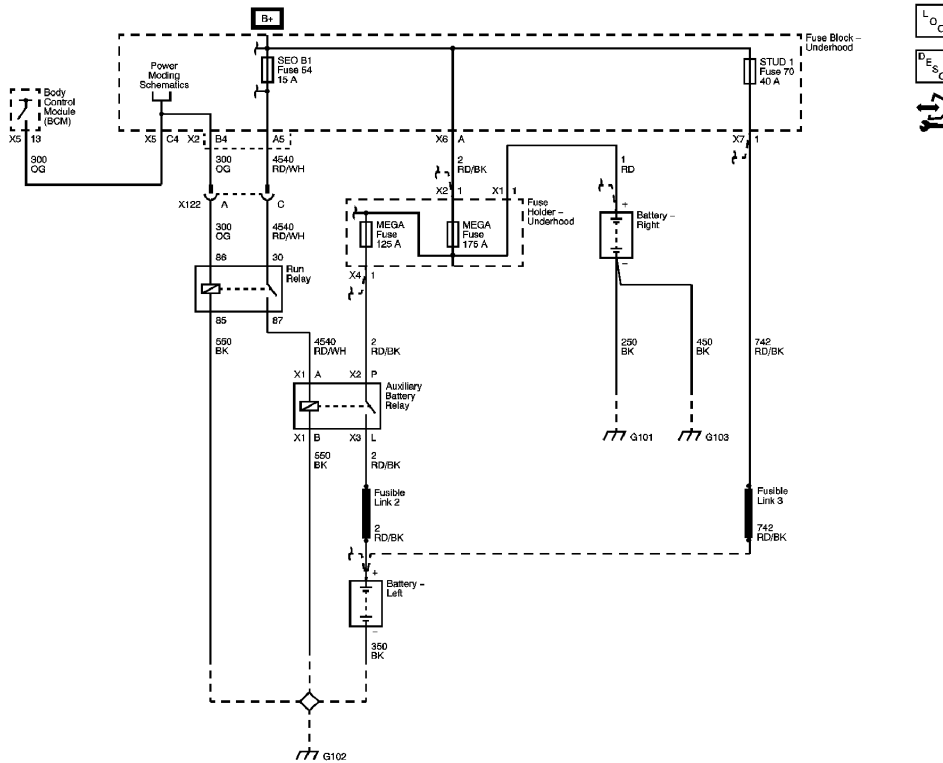 B+
Fuse Block –
Underhood
SEO B1
Fuse 54
15 A
STUD 1
Fuse 70
40 A
Power
Moding
Schematics
Body
Control
Module
(BCM)
X5 13
X5 C4 X2 B4 A5
X6 A
X7 1
300
OG
300
OG
4540
RD/WH
2
RD/BK
X2 1
X1 1
1
RD
X122 A C
Fuse
Holder –
Underhood
MEGA
Fuse
125 A
MEGA
Fuse
175 A
+
Battery –
Right
–
300
OG
4540
RD/WH
86 30
Run
Relay
X4 1
85 87
550
BK
4540
RD/WH
2
RD/BK
250
BK
450
BK
742
RD/BK
X1 A X2 P
Auxiliary
Battery
Relay
X1 B X3 L
550
BK
2
RD/BK
G101
G103
Fusible
Link 2
Fusible
Link 3
2
RD/BK
742
RD/BK
+
Battery –
Left
–
350
BK
G102
L
O
C
D
E
S
C